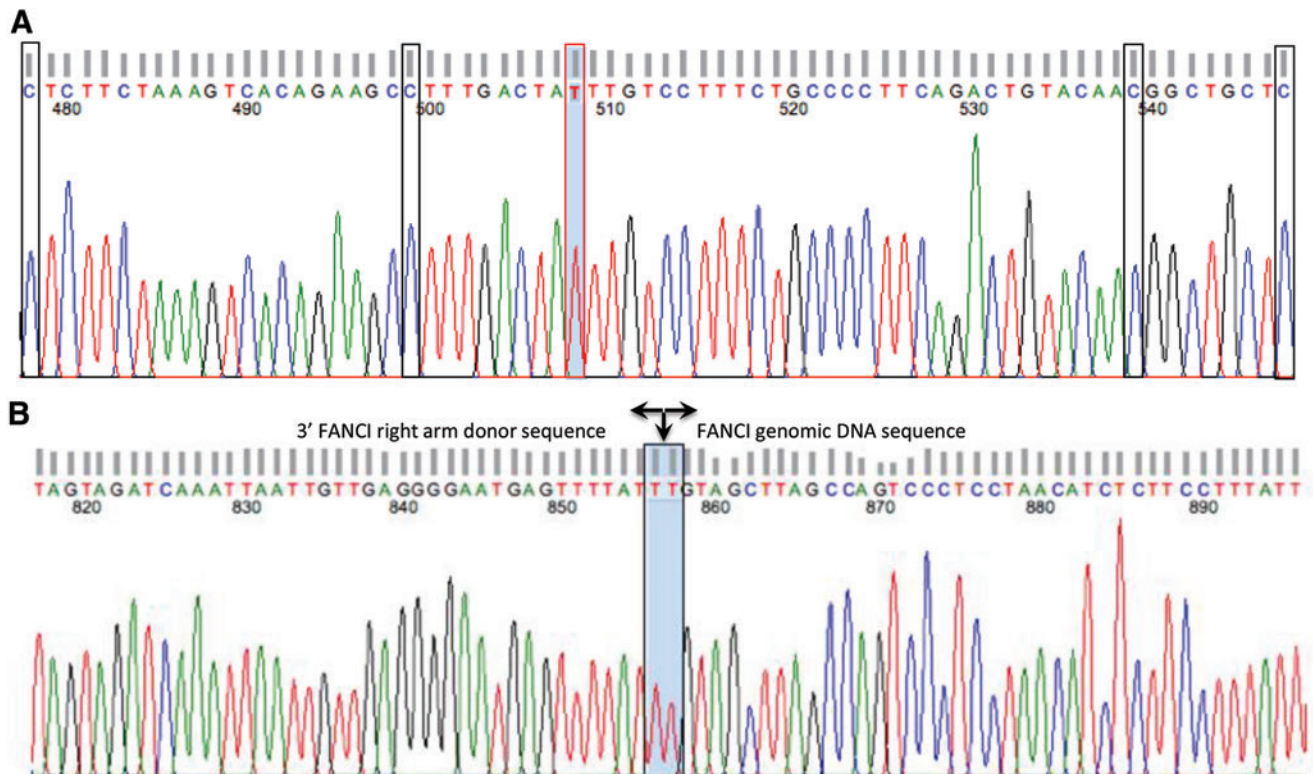 A
CTCTTCTAAAGTCACAGAAGCCTTTGACTATTTGTCCTTTCTGCCCCTTCAGACTGTACAACGGCTGCTC
480 490 500 510 520 530 540
B
3’ FANCI right arm donor sequence FANCI genomic DNA sequence
TAGTAGATCAAATTAATTGTTGAGGGGAATGAGTTTTATTTGTAGCTTAGCCAGTCCCTCCTAACATCTCTTCCTTTATT
820 830 840 850 860 870 880 890